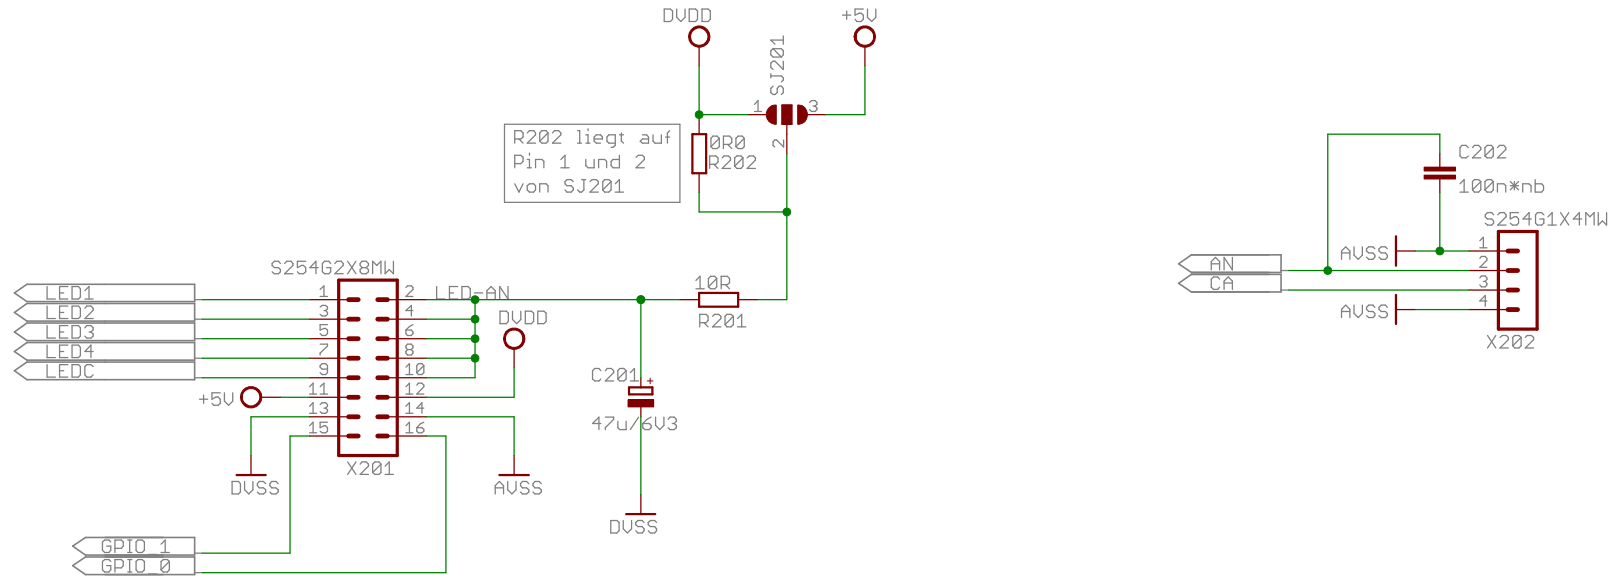 DVDD
+5V
SJ201
1
3
2
R202 liegt auf
Pin 1 und 2
von SJ201
0R0
R202
C202
100n*nb
S254G1X4MW
AVSS
1
AN
2
CA
3
AVSS
4
X202
S254G2X8MW
10R
R201
LED1
1
2
LED-AN
LED2
3
4
DVDD
LED3
5
6
LED4
7
8
LEDC
9
10
C201
+
+5V
11
12
13
14
47u/6V3
15
16
X201
DVSS
AVSS
DVSS
GPIO_1
GPIO_0